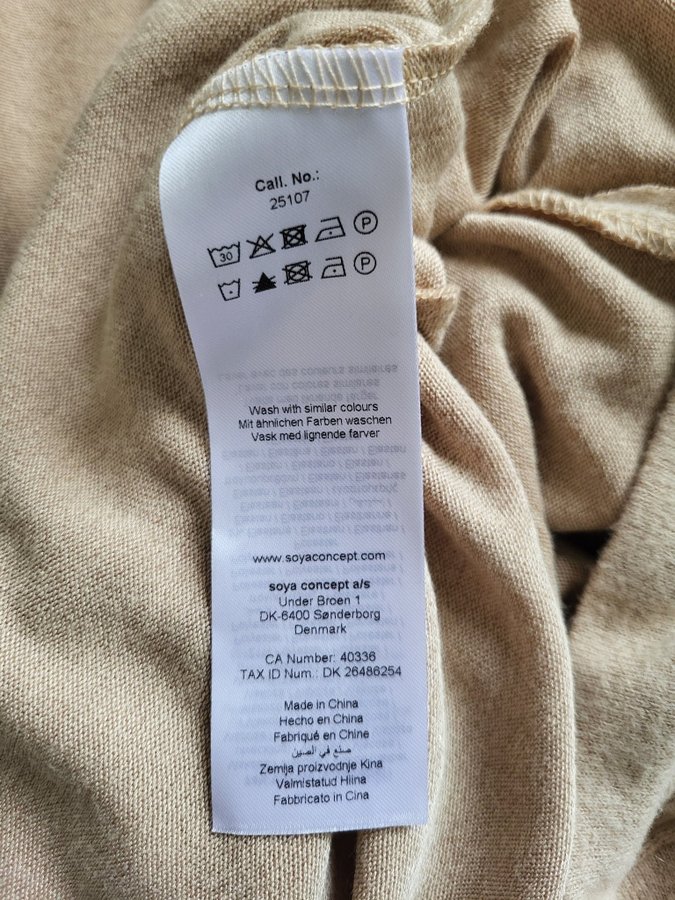 Call. No.:
25107
30 P
P
Wash with similar colours
Mit ähnlichen Farben waschen
Vask med lignende farver
www.soyaconcept.com
soya concept a/s
Under Broen 1
DK-6400 Sønderborg
Denmark
CA Number: 40336
TAX ID Num.: DK 26486254
Made in China
Hecho en China
Fabriqué en Chine
صنع في الصين
Zemlja proizvodnje Kina
Valmistatud Hiina
Fabbricato in Cina